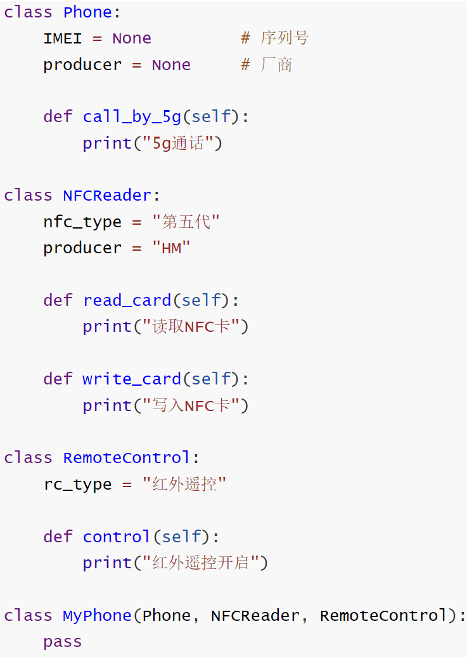 class Phone:
    IMEI = None         # 序列号
    producer = None     # 厂商
    def call_by_5g(self):
        print("5g通话")
class NFCReader:
    nfc_type = "第五代"
    producer = "HM"
    def read_card(self):
        print("读取NFC卡")
    def write_card(self):
        print("写入NFC卡")
class RemoteControl:
    rc_type = "红外遥控"
    def control(self):
        print("红外遥控开启")
class MyPhone(Phone, NFCReader, RemoteControl):
    pass